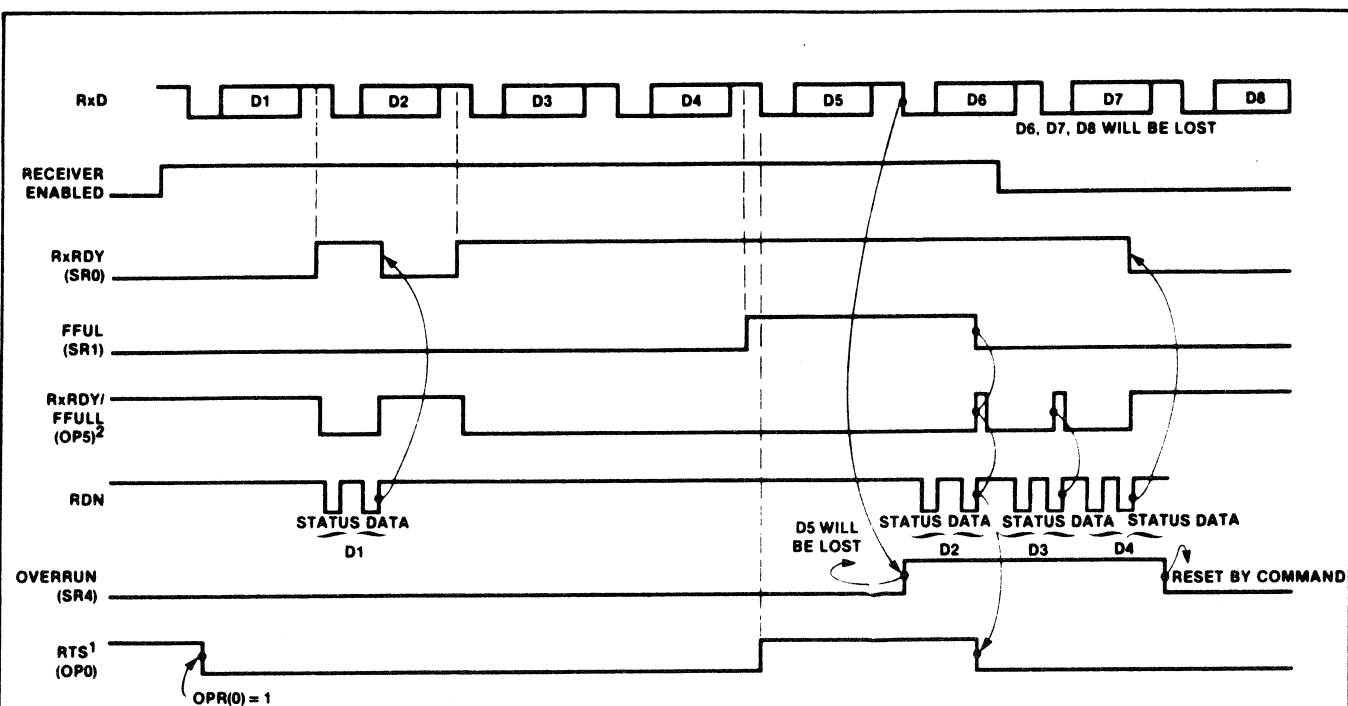 RxD D1 D2 D3 D4 D5 D6 D7 D8
D6, D7, D8 WILL BE LOST
RECEIVER
ENABLED
RxRDY
(SR0)
FFUL
(SR1)
RxRDY/
FFULL
(OP5)2
RDN
STATUS DATA STATUS DATA STATUS DATA STATUS DATA
D1 D2 D3 D4
D5 WILL
BE LOST
OVERRUN
(SR4)
RESET BY COMMAND
RTS1
(OP0)
OPR(0) = 1